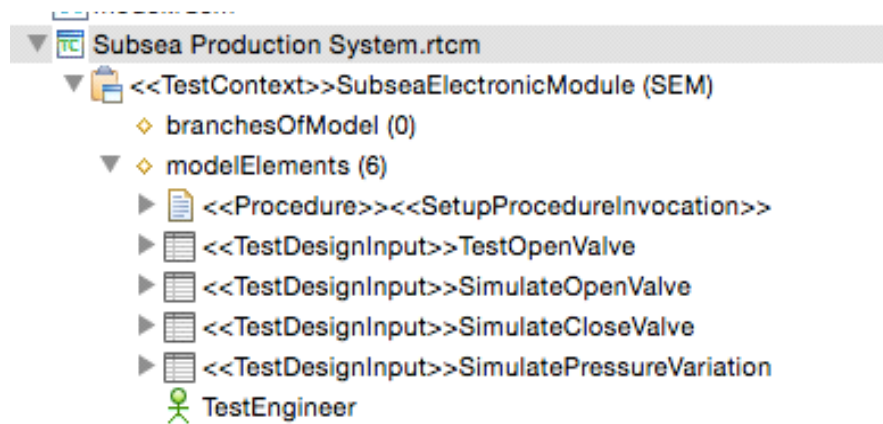 Subsea Production System.rtcm
<<TestContext>>SubseaElectronicModule (SEM)
branchesOfModel (0)
modelElements (6)
<<Procedure>><<SetupProcedureInvocation>>
<<TestDesignInput>>TestOpenValve
<<TestDesignInput>>SimulateOpenValve
<<TestDesignInput>>SimulateCloseValve
<<TestDesignInput>>SimulatePressureVariation
TestEngineer